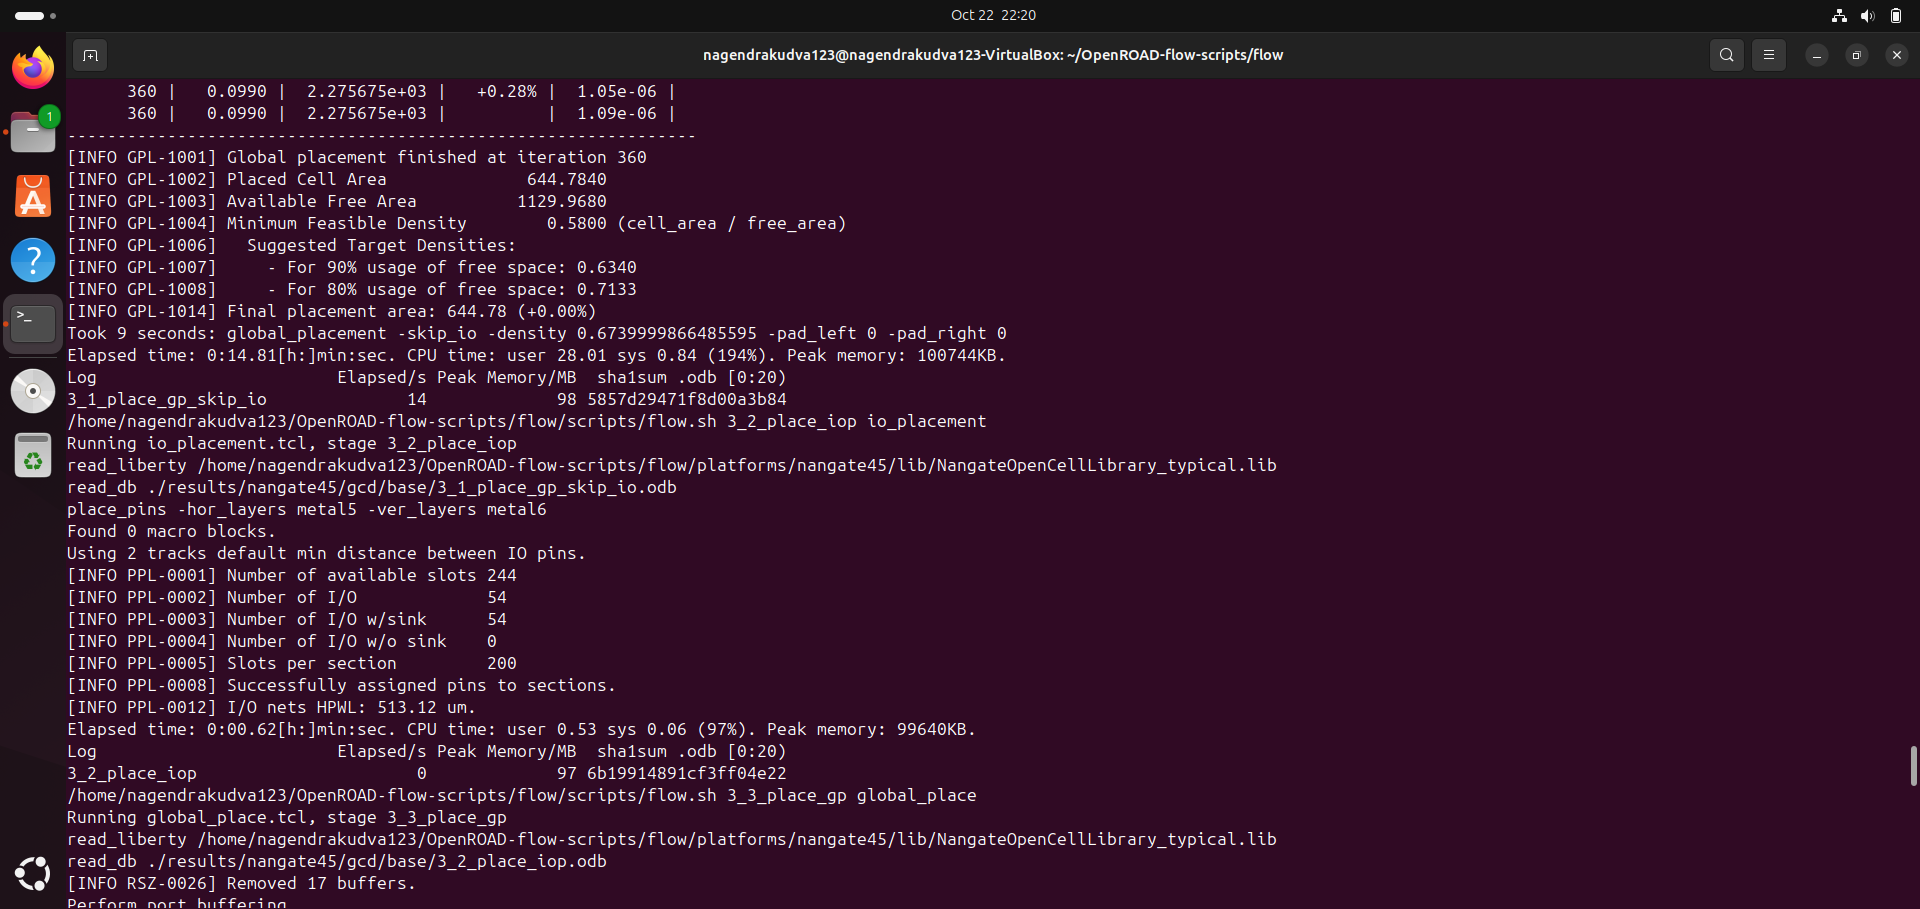 Oct 22 22:20
nagendrakudva123@nagendrakudva123-VirtualBox: ~/OpenROAD-flow-scripts/flow
1
360 | 0.0990 | 2.275675e+03 | +0.28% | 1.05e-06 |
360 | 0.0990 | 2.275675e+03 | | 1.09e-06 |
---------------------------------------------------------------
[INFO GPL-1001] Global placement finished at iteration 360
[INFO GPL-1002] Placed Cell Area 644.7840
[INFO GPL-1003] Available Free Area 1129.9680
[INFO GPL-1004] Minimum Feasible Density 0.5800 (cell_area / free_area)
[INFO GPL-1006] Suggested Target Densities:
[INFO GPL-1007] - For 90% usage of free space: 0.6340
[INFO GPL-1008] - For 80% usage of free space: 0.7133
[INFO GPL-1014] Final placement area: 644.78 (+0.00%)
Took 9 seconds: global_placement -skip_io -density 0.6739999866485595 -pad_left 0 -pad_right 0
Elapsed time: 0:14.81[h:]min:sec. CPU time: user 28.01 sys 0.84 (194%). Peak memory: 100744KB.
Log Elapsed/s Peak Memory/MB sha1sum .odb [0:20)
3_1_place_gp_skip_io 14 98 5857d29471f8d00a3b84
/home/nagendrakudva123/OpenROAD-flow-scripts/flow/scripts/flow.sh 3_2_place_iop io_placement
Running io_placement.tcl, stage 3_2_place_iop
read_liberty /home/nagendrakudva123/OpenROAD-flow-scripts/flow/platforms/nangate45/lib/NangateOpenCellLibrary_typical.lib
read_db ./results/nangate45/gcd/base/3_1_place_gp_skip_io.odb
place_pins -hor_layers metal5 -ver_layers metal6
Found 0 macro blocks.
Using 2 tracks default min distance between IO pins.
[INFO PPL-0001] Number of available slots 244
[INFO PPL-0002] Number of I/O 54
[INFO PPL-0003] Number of I/O w/sink 54
[INFO PPL-0004] Number of I/O w/o sink 0
[INFO PPL-0005] Slots per section 200
[INFO PPL-0008] Successfully assigned pins to sections.
[INFO PPL-0012] I/O nets HPWL: 513.12 um.
Elapsed time: 0:00.62[h:]min:sec. CPU time: user 0.53 sys 0.06 (97%). Peak memory: 99640KB.
Log Elapsed/s Peak Memory/MB sha1sum .odb [0:20)
3_2_place_iop 0 97 6b19914891cf3ff04e22
/home/nagendrakudva123/OpenROAD-flow-scripts/flow/scripts/flow.sh 3_3_place_gp global_place
Running global_place.tcl, stage 3_3_place_gp
read_liberty /home/nagendrakudva123/OpenROAD-flow-scripts/flow/platforms/nangate45/lib/NangateOpenCellLibrary_typical.lib
read_db ./results/nangate45/gcd/base/3_2_place_iop.odb
[INFO RSZ-0026] Removed 17 buffers.
Perform port buffering